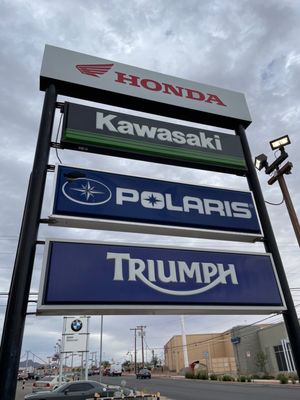 HONDA
Kawasaki
POLARIS
TRIUMPH